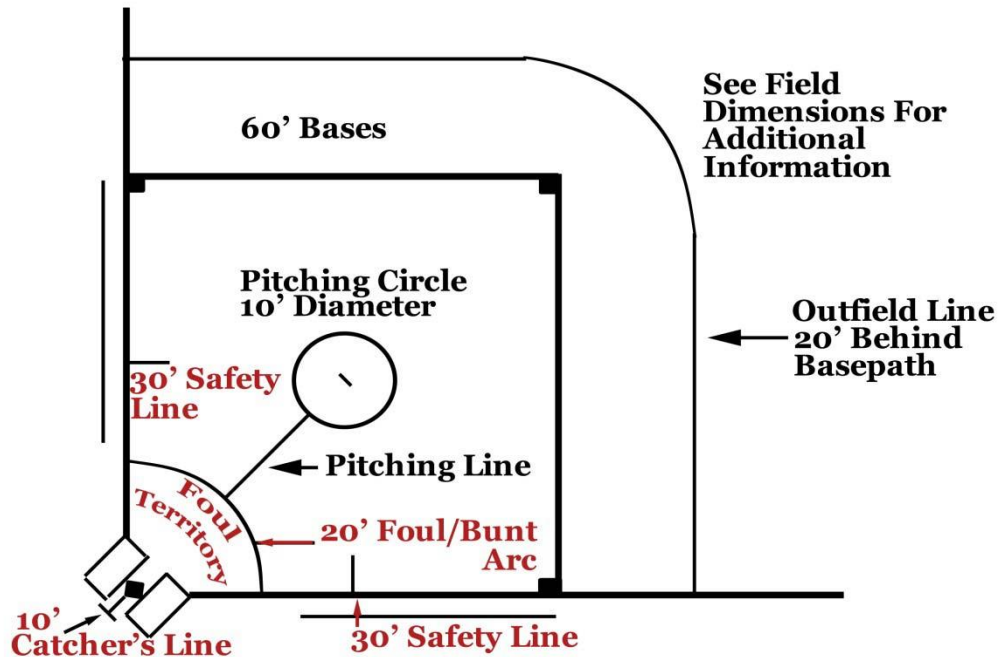 See Field
Dimensions For
Additional
Information
60’ Bases
Pitching Circle
10’ Diameter
Outfield Line
20’ Behind
Basepath
30’ Safety
Line
Pitching Line
Foul
Territory
20’ Foul/Bunt
Arc
10’
Catcher’s Line
30’ Safety Line